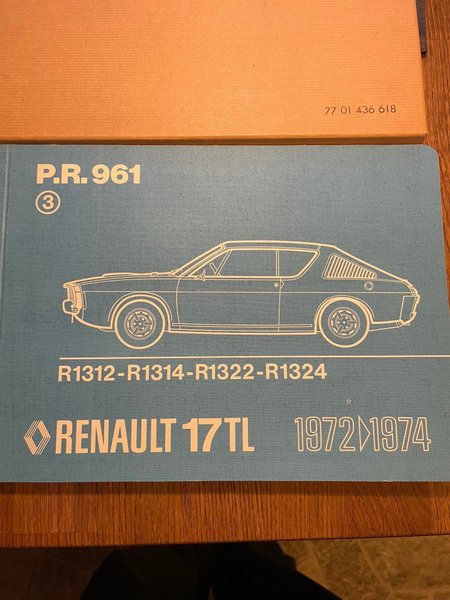 77 01 436 618
P.R. 961
3
R1312-R1314-R1322-R1324
RENAULT 17TL 1972▷1974